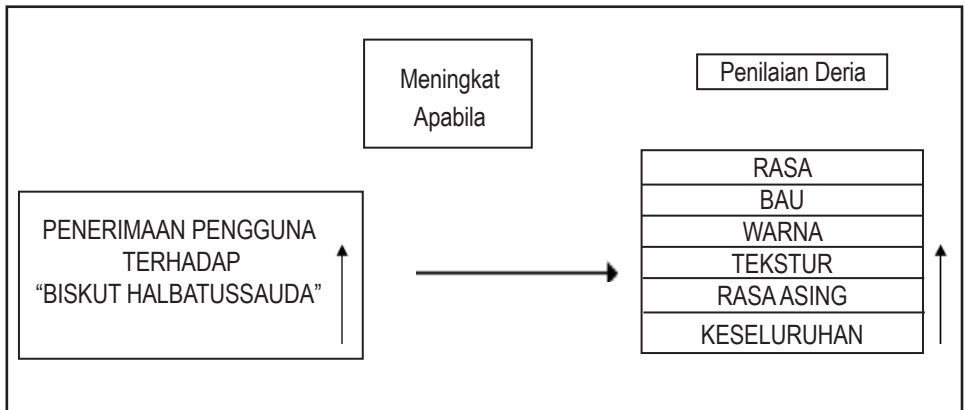 Meningkat
Apabila
Penilaian Deria
PENERIMAAN PENGGUNA
TERHADAP
“BISKUT HALBATUSSAUDA”
RASA
BAU
WARNA
TEKSTUR
RASA ASING
KESELURUHAN